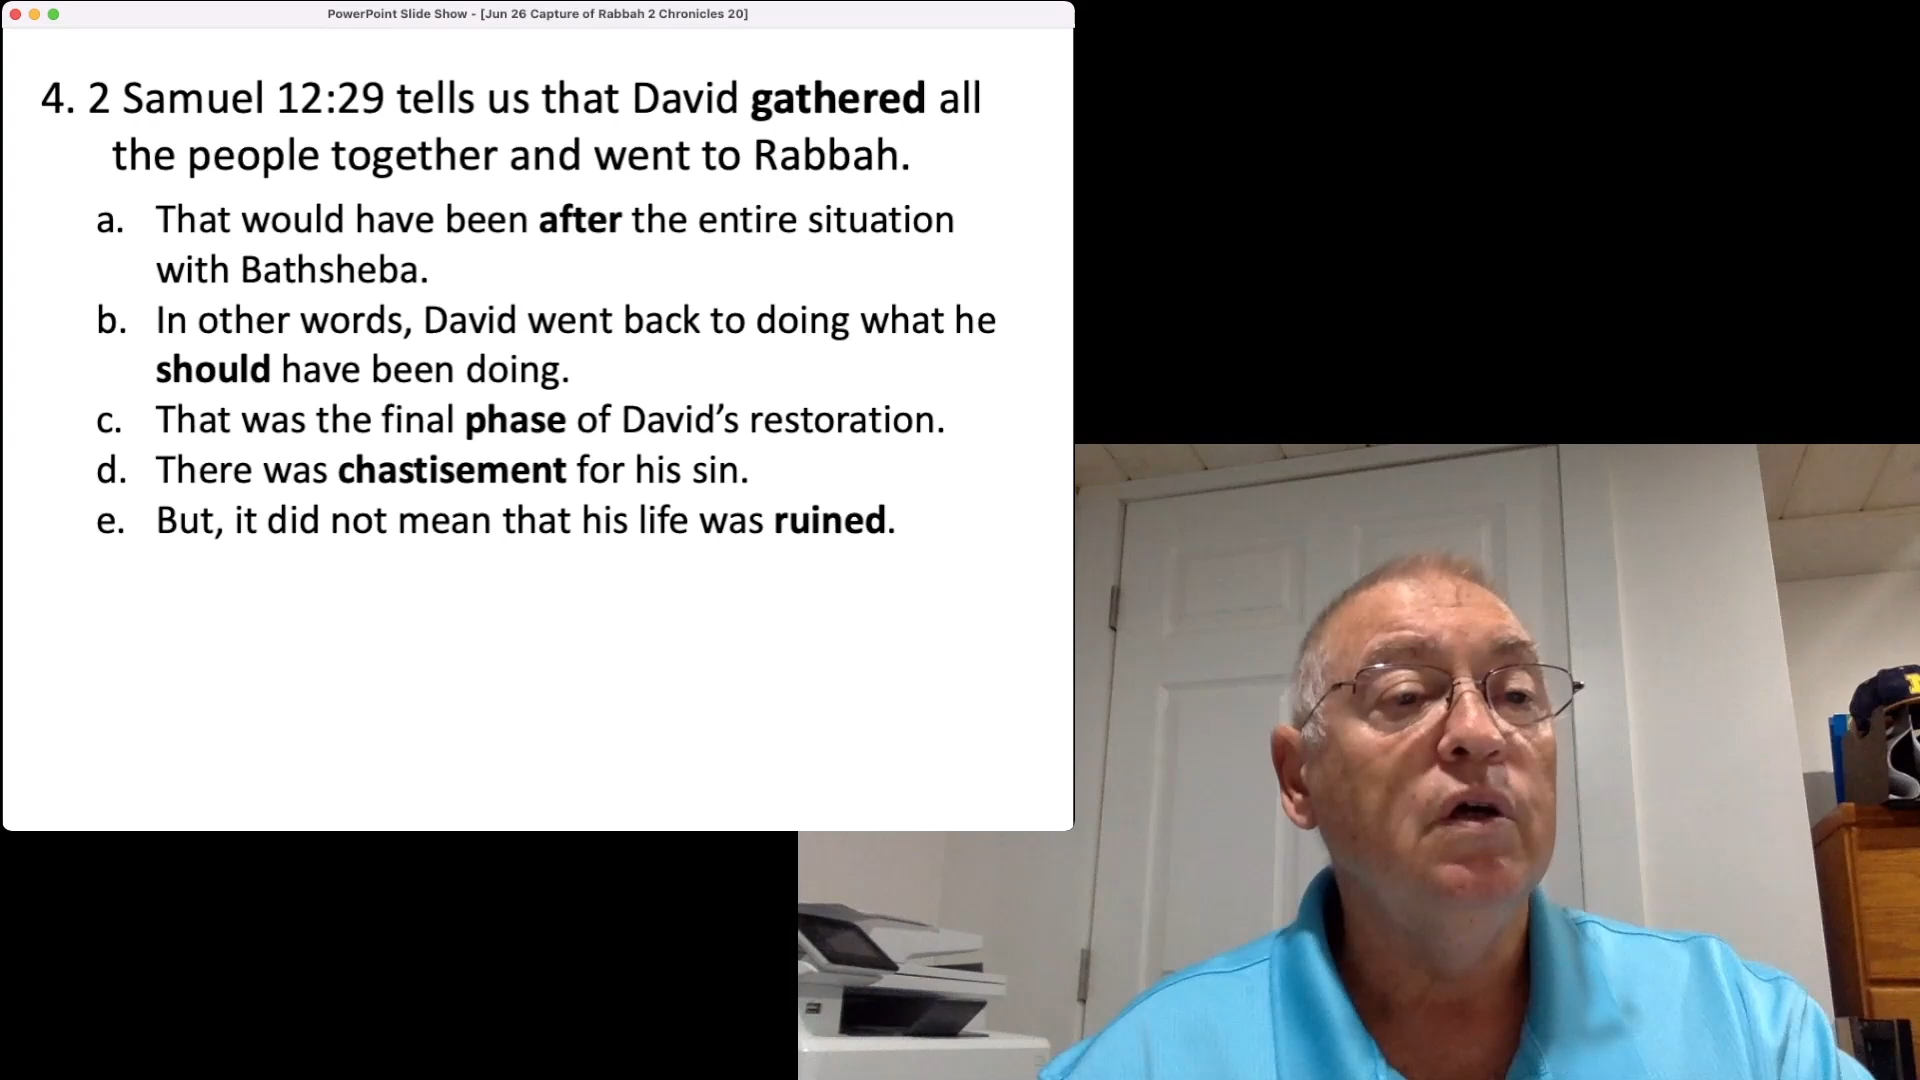 PowerPoint Slide Show - [Jun 26 Capture of Rabbah 2 Chronicles 20]
4. 2 Samuel 12:29 tells us that David gathered all
the people together and went to Rabbah.
a. That would have been after the entire situation
with Bathsheba.
b. In other words, David went back to doing what he
should have been doing.
c. That was the final phase of David’s restoration.
d. There was chastisement for his sin.
e. But, it did not mean that his life was ruined.